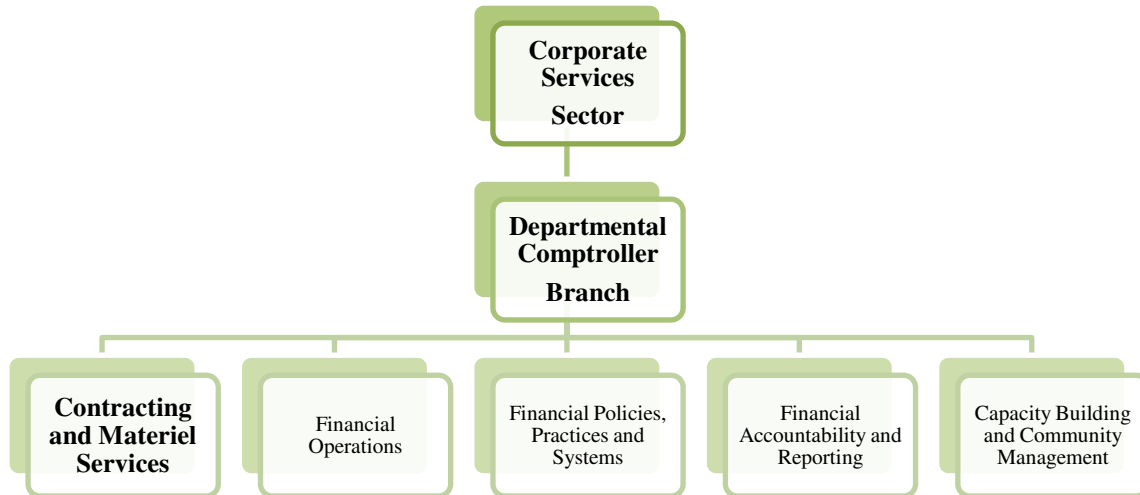 Corporate
Services
Sector
Departmental
Comptroller
Branch
Contracting
and Materiel
Services
Financial
Operations
Financial Policies,
Practices and
Systems
Financial
Accountability and
Reporting
Capacity Building
and Community
Management